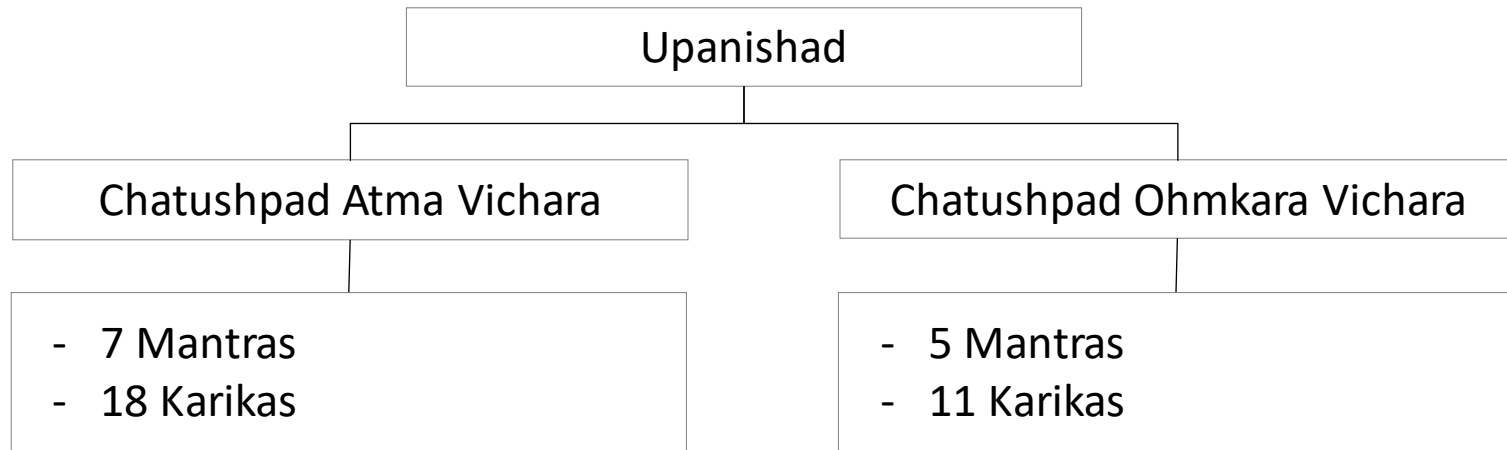 Upanishad
Chatushpad Atma Vichara
Chatushpad Ohmkara Vichara
- 7 Mantras
- 18 Karikas
- 5 Mantras
- 11 Karikas